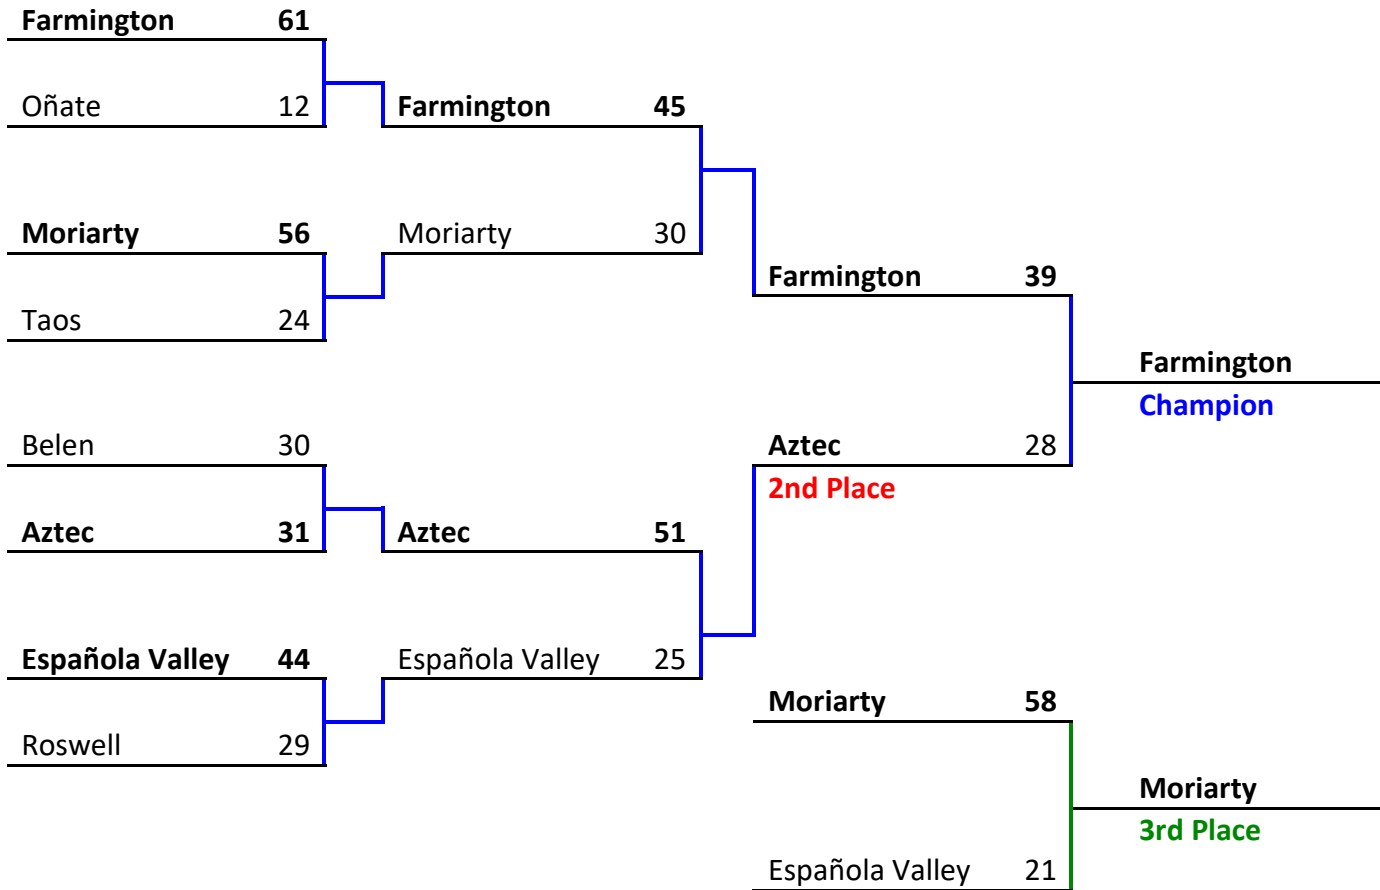 Farmington 61
Oñate 12
Farmington 45
Moriarty 56
Moriarty 30
Taos 24
Farmington 39
Farmington
Champion
Belen 30
Aztec 28
2nd Place
Aztec 31
Aztec 51
Española Valley 44
Española Valley 25
Roswell 29
Moriarty 58
Moriarty
3rd Place
Española Valley 21